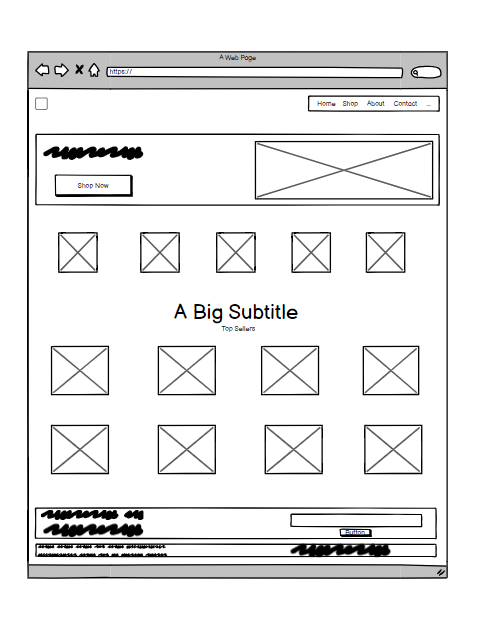 A Web Page
https://
Home Shop About Contact ...
Shop Now
A Big Subtitle
Top Sellers
Button